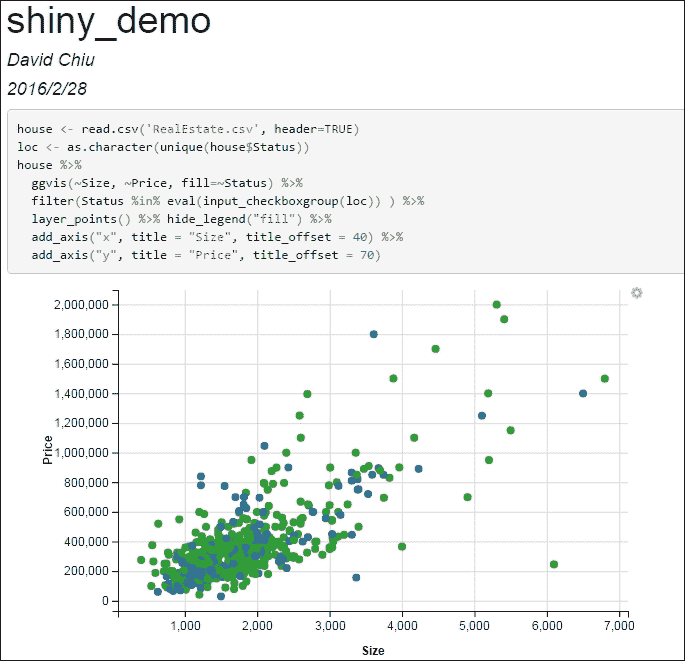 shiny_demo
David Chiu
2016/2/28
house <- read.csv('RealEstate.csv', header=TRUE)
loc <- as.character(unique(house$Status))
house %>%
  ggvis(~Size, ~Price, fill=~Status) %>%
  filter(Status %in% eval(input_checkboxgroup(loc)) ) %>%
  layer_points() %>% hide_legend("fill") %>%
  add_axis("x", title = "Size", title_offset = 40) %>%
  add_axis("y", title = "Price", title_offset = 70)
2,000,000
1,800,000
1,600,000
1,400,000
1,200,000
1,000,000
800,000
600,000
400,000
200,000
0
Price
1,000
2,000
3,000
4,000
5,000
6,000
7,000
Size